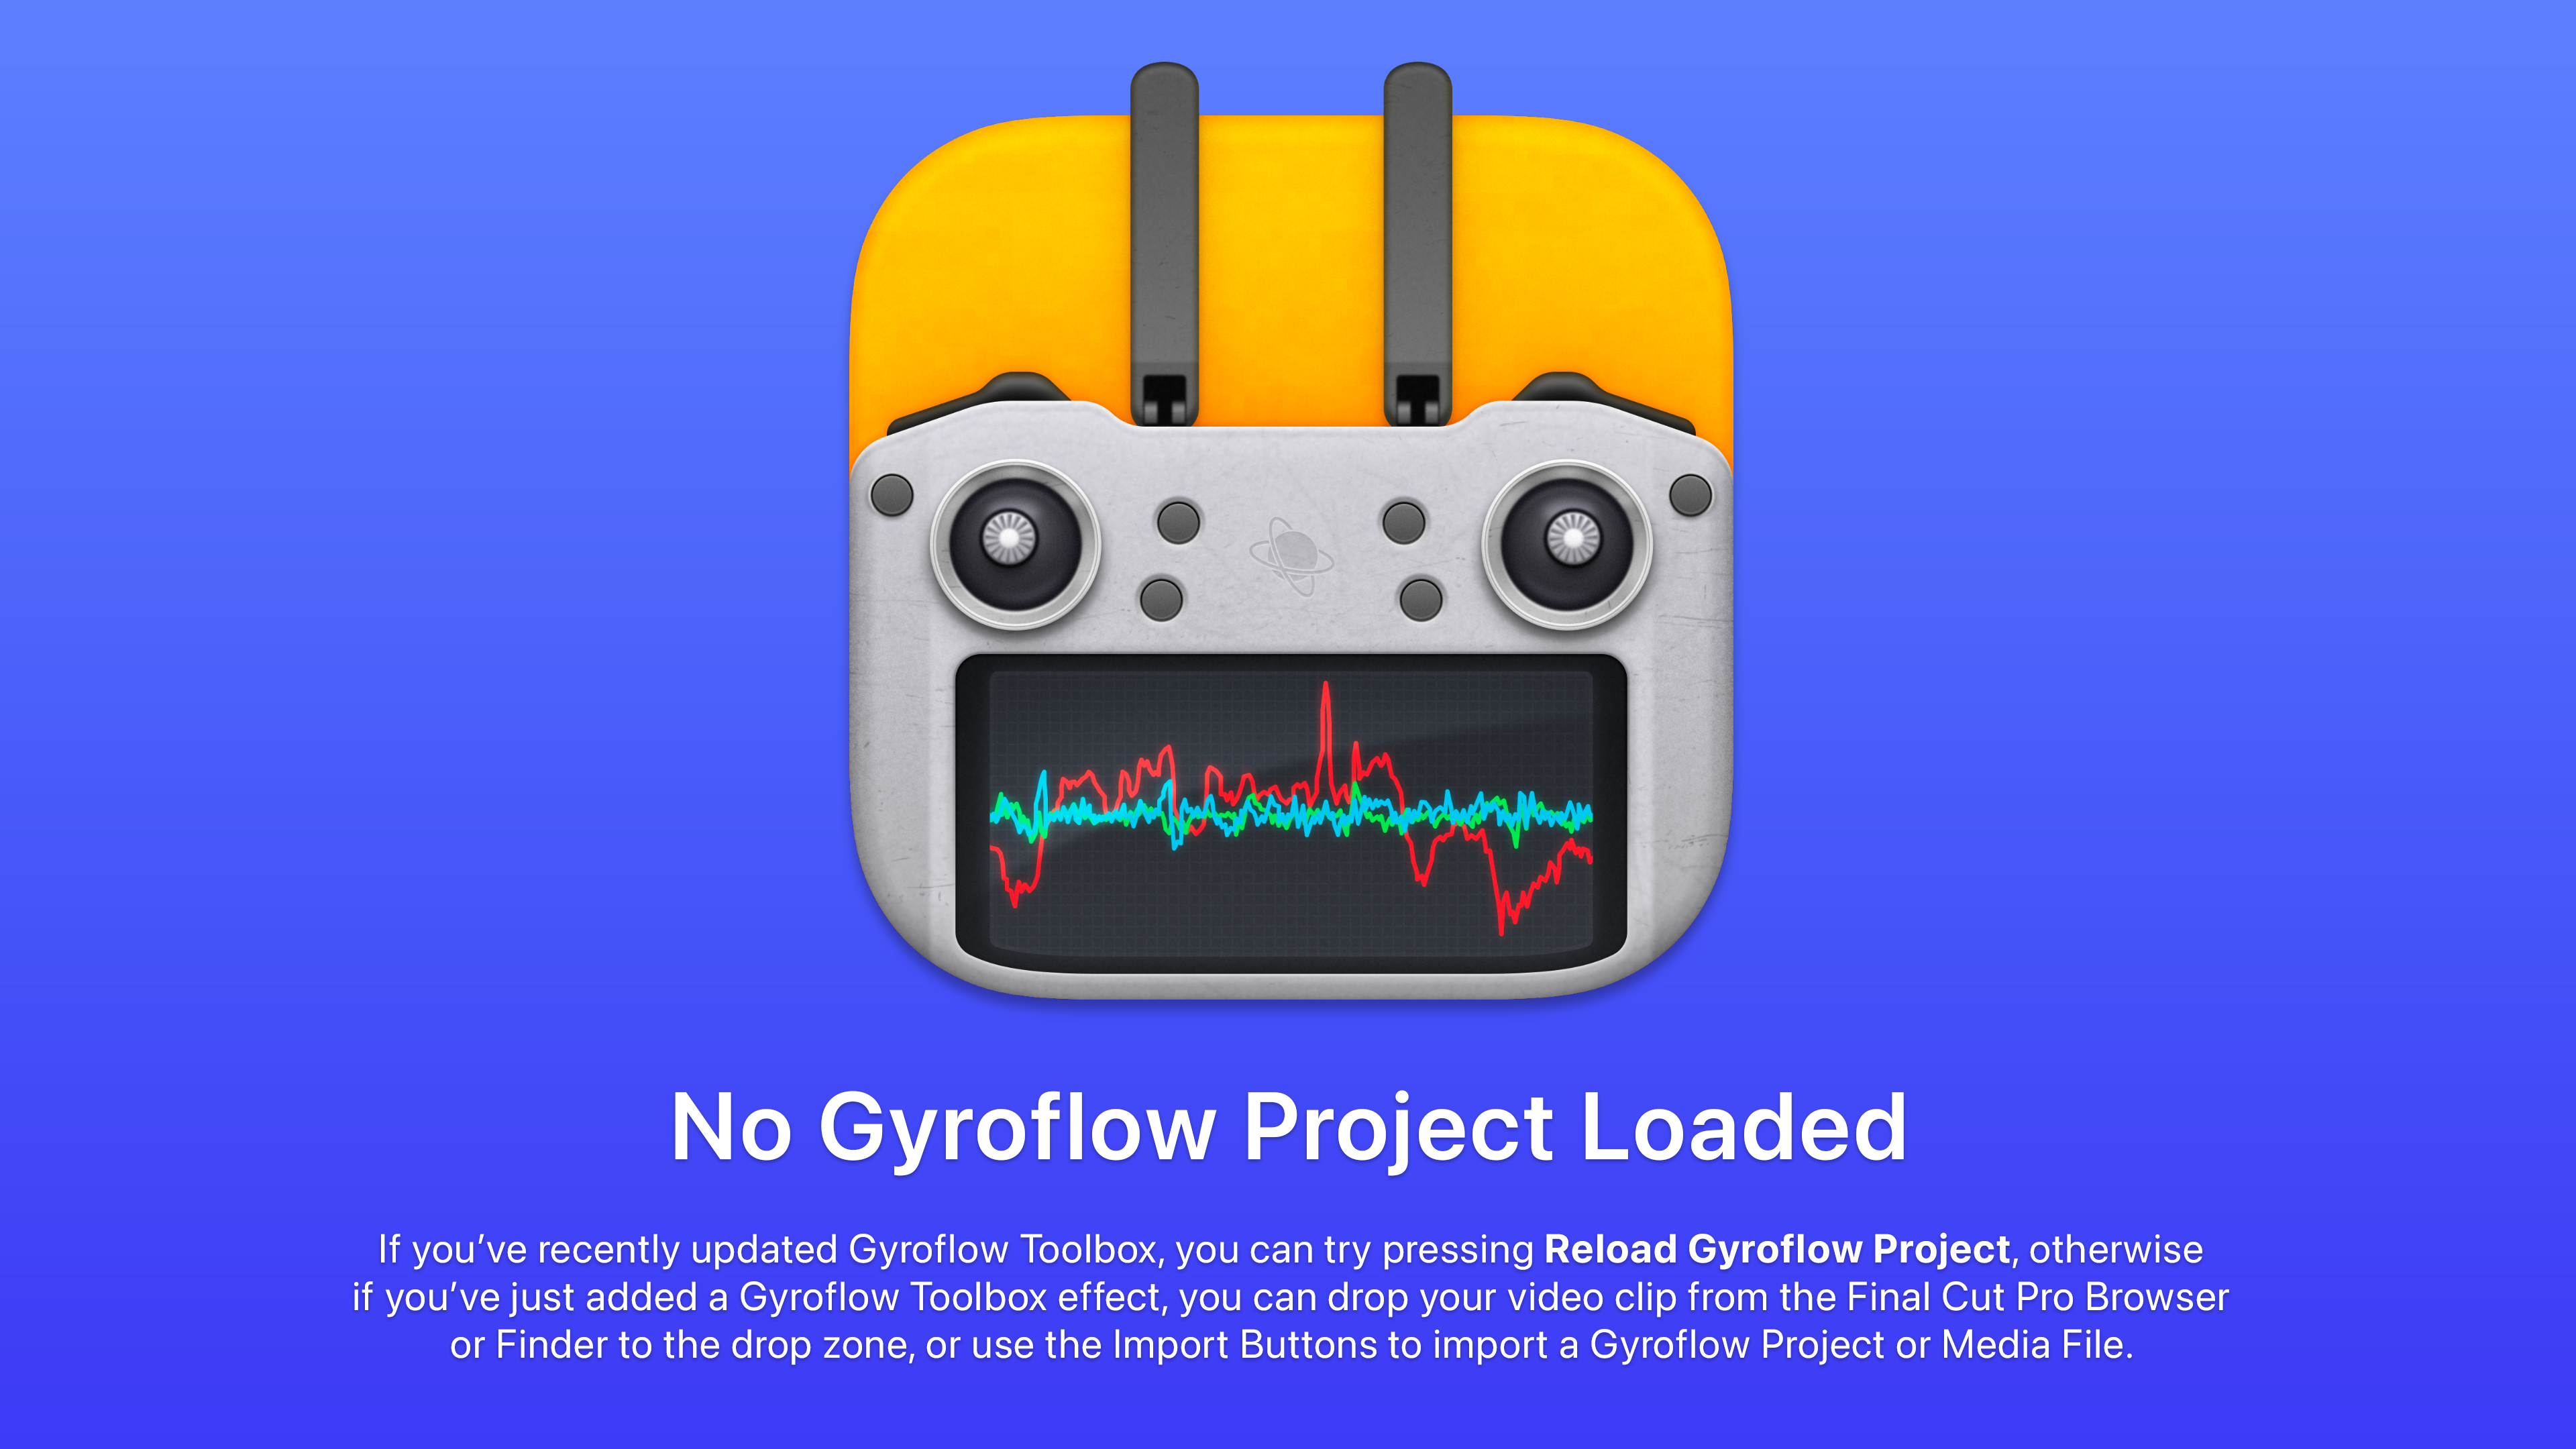 No Gyroflow Project Loaded
If you’ve recently updated Gyroflow Toolbox, you can try pressing Reload Gyroflow Project, otherwise
if you’ve just added a Gyroflow Toolbox effect, you can drop your video clip from the Final Cut Pro Browser
or Finder to the drop zone, or use the Import Buttons to import a Gyroflow Project or Media File.